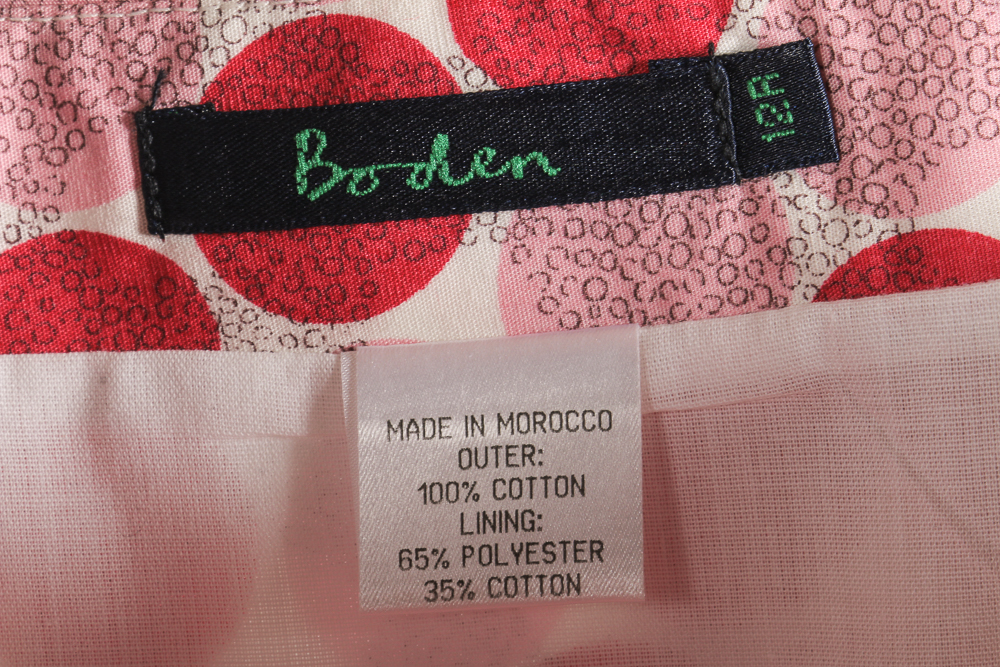 Boden
12R
MADE IN MOROCCO
OUTER:
100% COTTON
LINING:
65% POLYESTER
35% COTTON